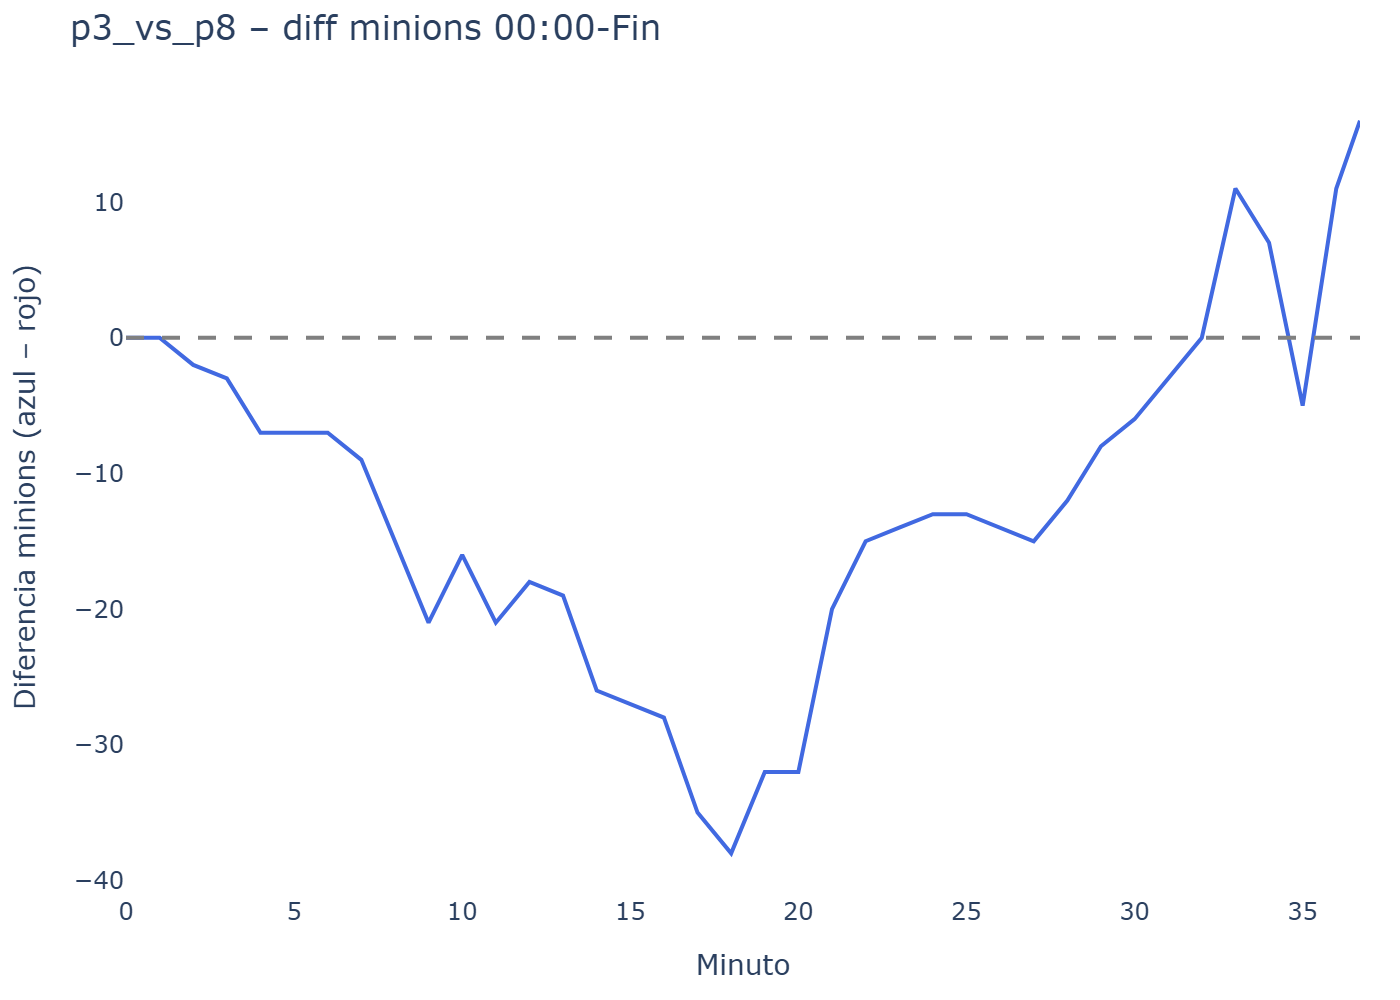 p3_vs_p8 – diff minions 00:00-Fin
Diferencia minions (azul – rojo)
10
0
−10
−20
−30
−40
0 5 10 15 20 25 30 35
Minuto